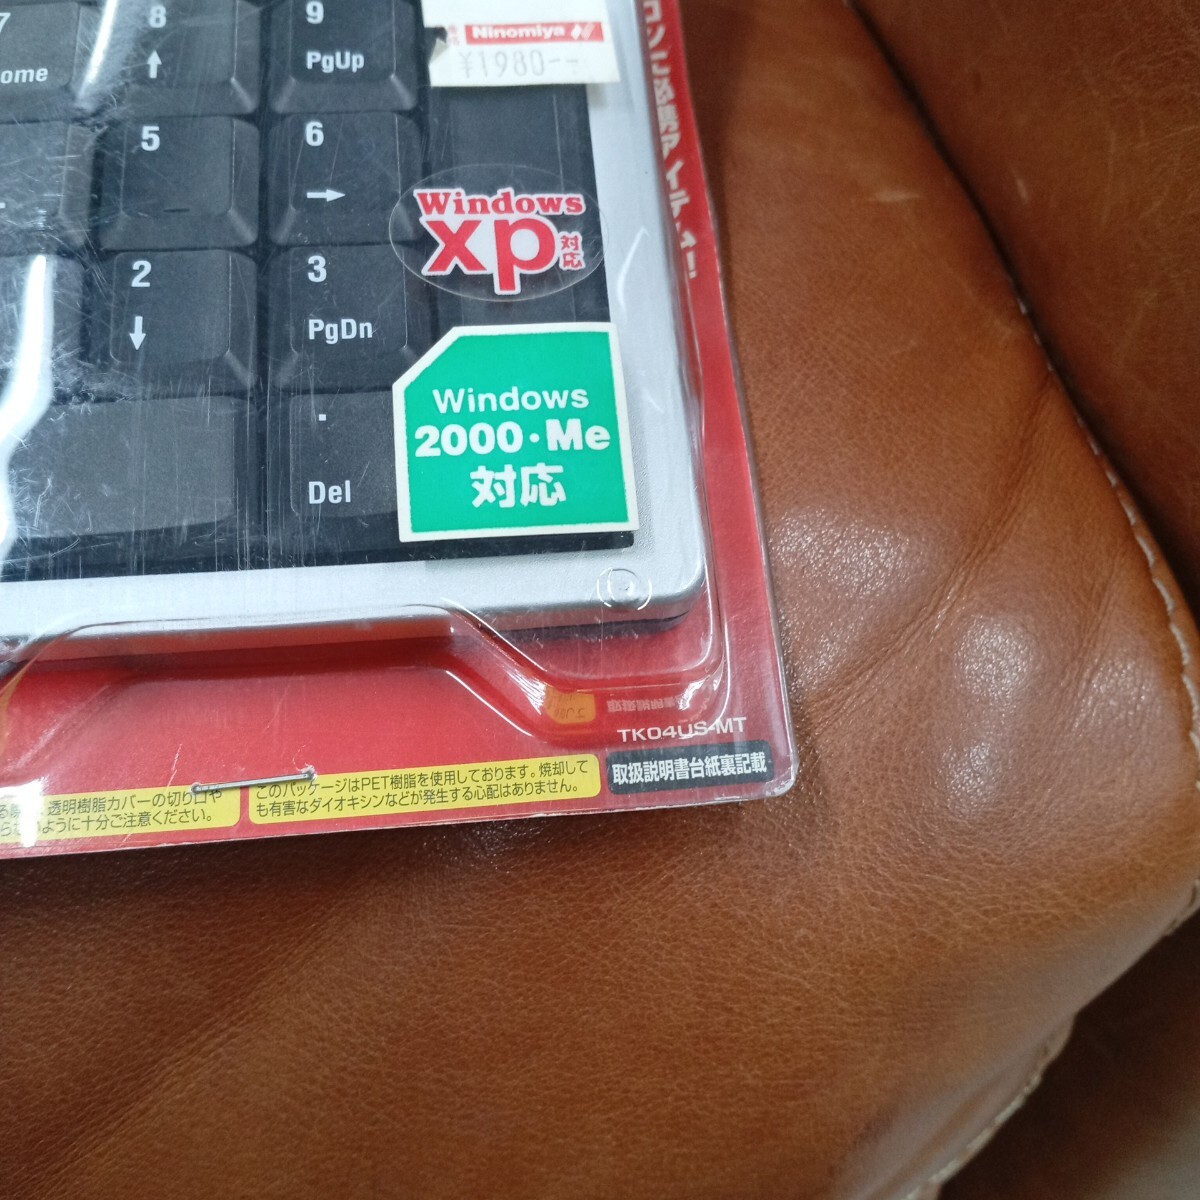 7
Home
8
↑
9
PgUp
Ninomiya
¥1980--
5
6
→
Windows
xp対応
2
↓
3
PgDn
Windows
2000・Me
対応
.
Del
TK04US-MT
取扱説明書台紙裏記載
このパッケージはPET樹脂を使用しております。焼却して
も有害なダイオキシンなどが発生する心配はありません。
透明樹脂カバーの切り口や
ように十分ご注意ください。